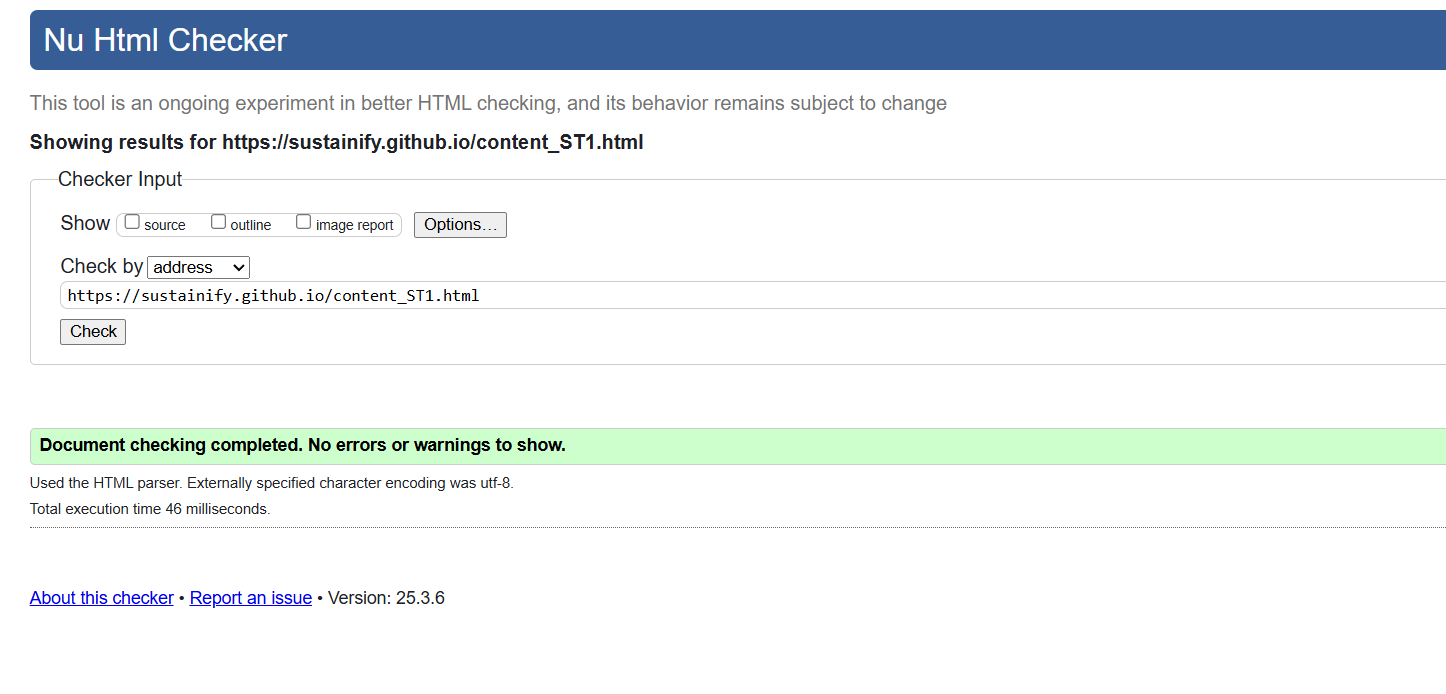 Nu Html Checker
This tool is an ongoing experiment in better HTML checking, and its behavior remains subject to change
Showing results for https://sustainify.github.io/content_ST1.html
Checker Input
Show source outline image report Options…
Check by address
https://sustainify.github.io/content_ST1.html
Check
Document checking completed. No errors or warnings to show.
Used the HTML parser. Externally specified character encoding was utf-8.
Total execution time 46 milliseconds.
About this checker • Report an issue • Version: 25.3.6